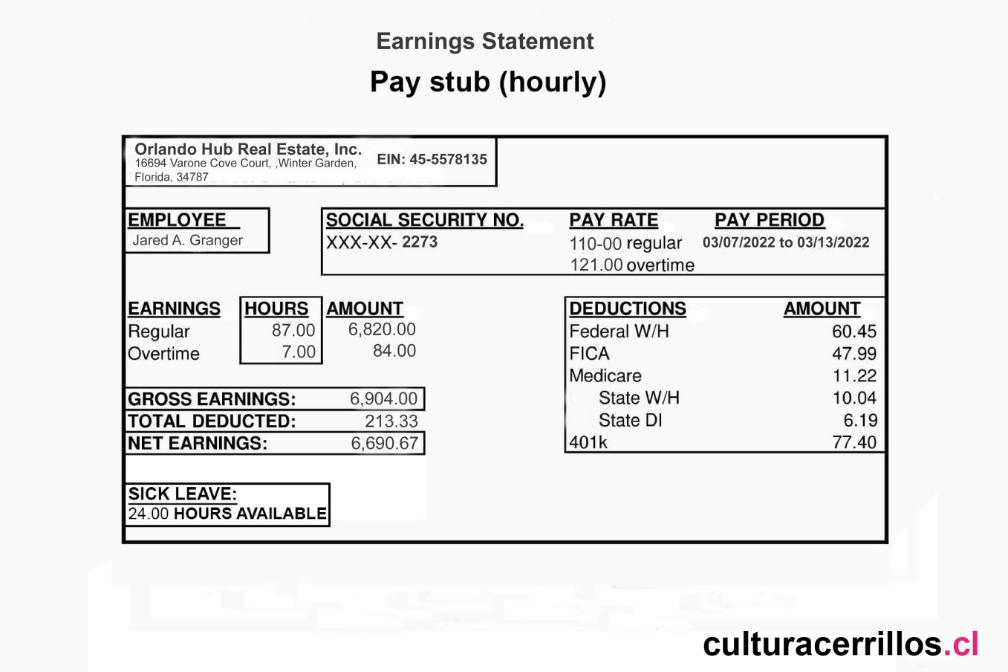 Earnings Statement
Pay stub (hourly)
Orlando Hub Real Estate, Inc.
16694 Varone Cove Court, ,Winter Garden,
Florida, 34787
EIN: 45-5578135
EMPLOYEE
Jared A. Granger
SOCIAL SECURITY NO. PAY RATE PAY PERIOD
XXX-XX- 2273 110-00 regular 03/07/2022 to 03/13/2022
121.00 overtime
EARNINGS HOURS AMOUNT
Regular 87.00 6,820.00
Overtime 7.00 84.00
GROSS EARNINGS: 6,904.00
TOTAL DEDUCTED: 213.33
NET EARNINGS: 6,690.67
DEDUCTIONS AMOUNT
Federal W/H 60.45
FICA 47.99
Medicare 11.22
State W/H 10.04
State DI 6.19
401k 77.40
SICK LEAVE:
24.00 HOURS AVAILABLE
culturacerrillos.cl